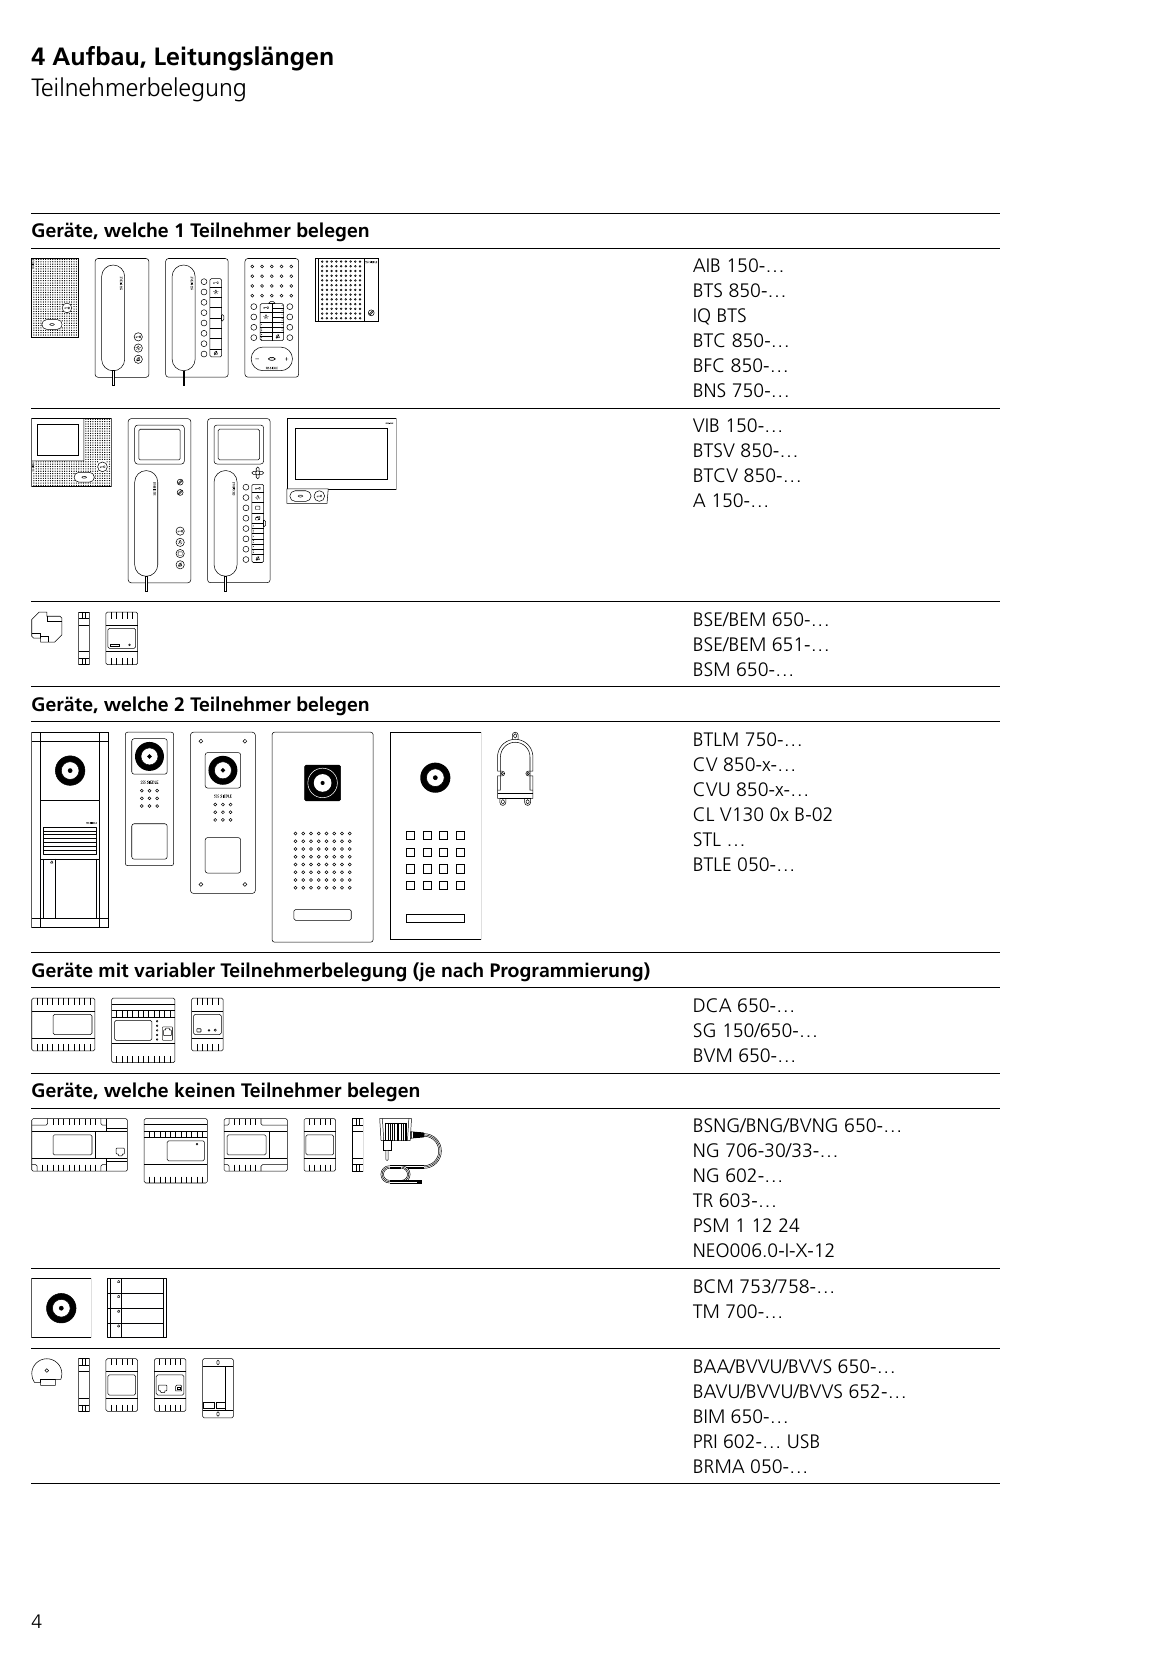 4 Aufbau, Leitungslängen
Teilnehmerbelegung
Geräte, welche 1 Teilnehmer belegen
AIB 150-…
BTS 850-…
IQ BTS
BTC 850-…
BFC 850-…
BNS 750-…
VIB 150-…
BTSV 850-…
BTCV 850-…
A 150-…
BSE/BEM 650-…
BSE/BEM 651-…
BSM 650-…
Geräte, welche 2 Teilnehmer belegen
BTLM 750-…
CV 850-x-…
CVU 850-x-…
CL V130 0x B-02
STL …
BTLE 050-…
Geräte mit variabler Teilnehmerbelegung (je nach Programmierung)
DCA 650-…
SG 150/650-…
BVM 650-…
Geräte, welche keinen Teilnehmer belegen
BSNG/BNG/BVNG 650-…
NG 706-30/33-…
NG 602-…
TR 603-…
PSM 1 12 24
NEO006.0-I-X-12
BCM 753/758-…
TM 700-…
BAA/BVVU/BVVS 650-…
BAVU/BVVU/BVVS 652-…
BIM 650-…
PRI 602-… USB
BRMA 050-…
4